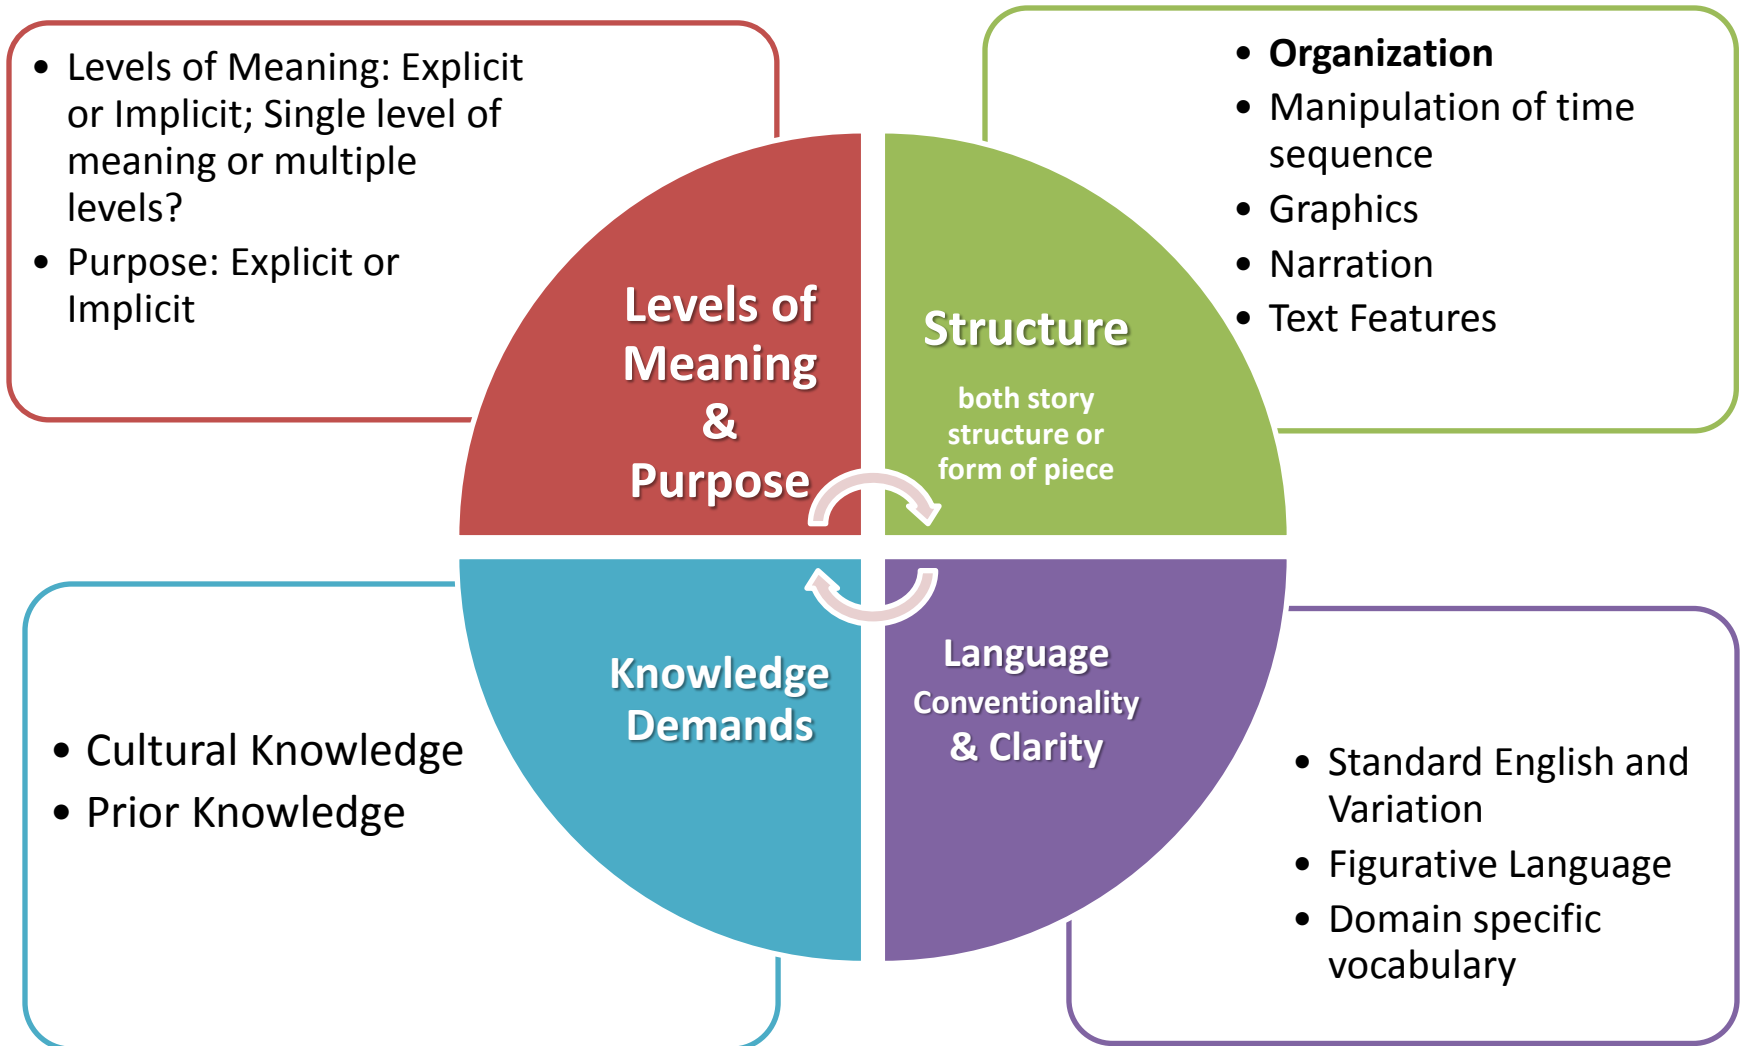 • Levels of Meaning: Explicit
or Implicit; Single level of
meaning or multiple
levels?
• Purpose: Explicit or
Implicit
• Organization
• Manipulation of time
sequence
• Graphics
• Narration
• Text Features
Levels of
Meaning
&
Purpose
Structure
both story
structure or
form of piece
Knowledge
Demands
Language
Conventionality
& Clarity
• Cultural Knowledge
• Prior Knowledge
• Standard English and
Variation
• Figurative Language
• Domain specific
vocabulary